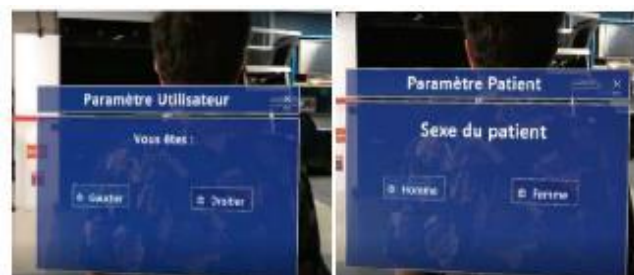 Paramètre Utilisateur
Vous êtes :
Gaucher
Droitier
Paramètre Patient
Sexe du patient
Homme
Femme